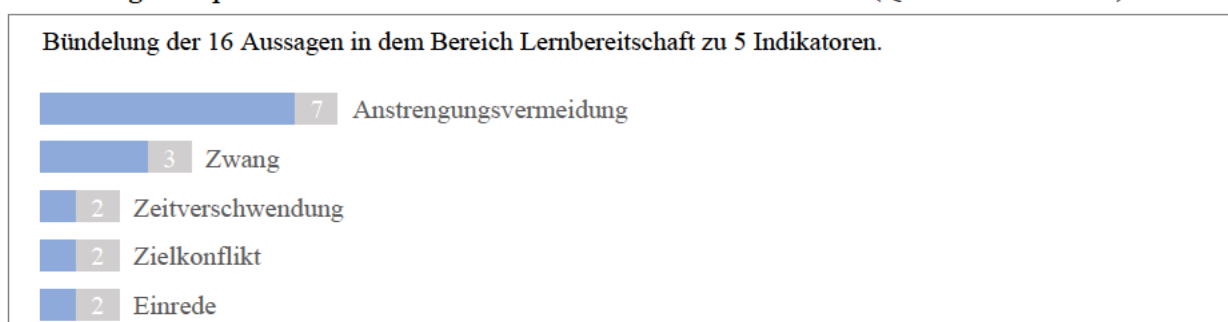 Bündelung der 16 Aussagen in dem Bereich Lernbereitschaft zu 5 Indikatoren.
7 Anstrengungsvermeidung
3 Zwang
2 Zeitverschwendung
2 Zielkonflikt
2 Einrede